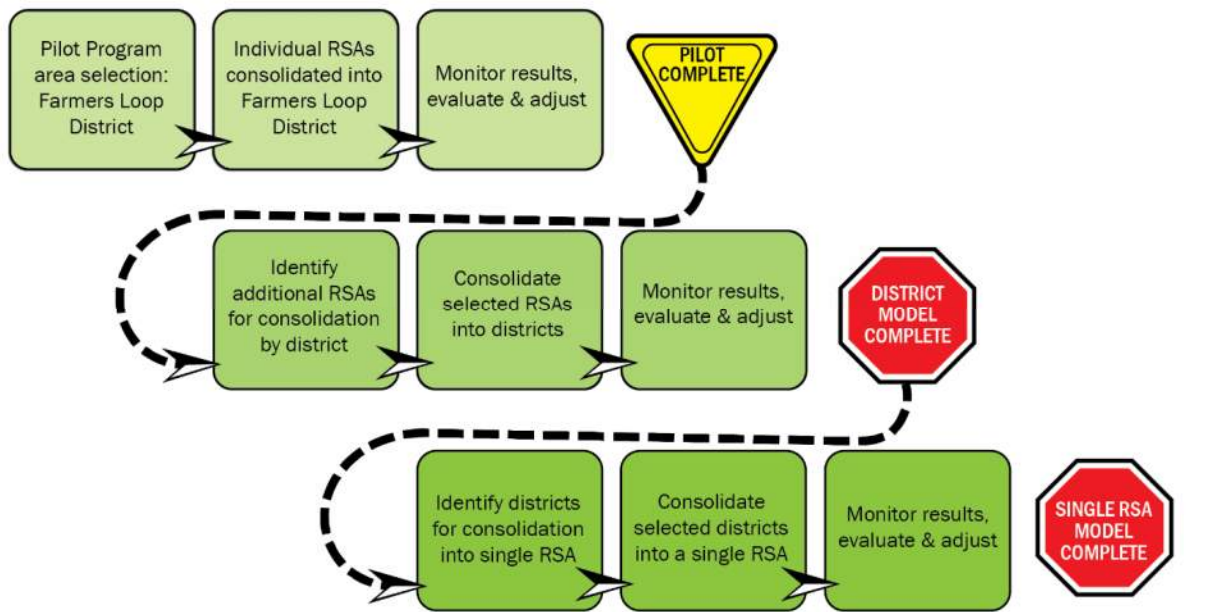 Pilot Program
area selection:
Farmers Loop
District
Individual RSAs
consolidated into
Farmers Loop
District
Monitor results,
evaluate & adjust
PILOT
COMPLETE
Identify
additional RSAs
for consolidation
by district
Consolidate
selected RSAs
into districts
Monitor results,
evaluate & adjust
DISTRICT
MODEL
COMPLETE
Identify districts
for consolidation
into single RSA
Consolidate
selected districts
into a single RSA
Monitor results,
evaluate & adjust
SINGLE RSA
MODEL
COMPLETE